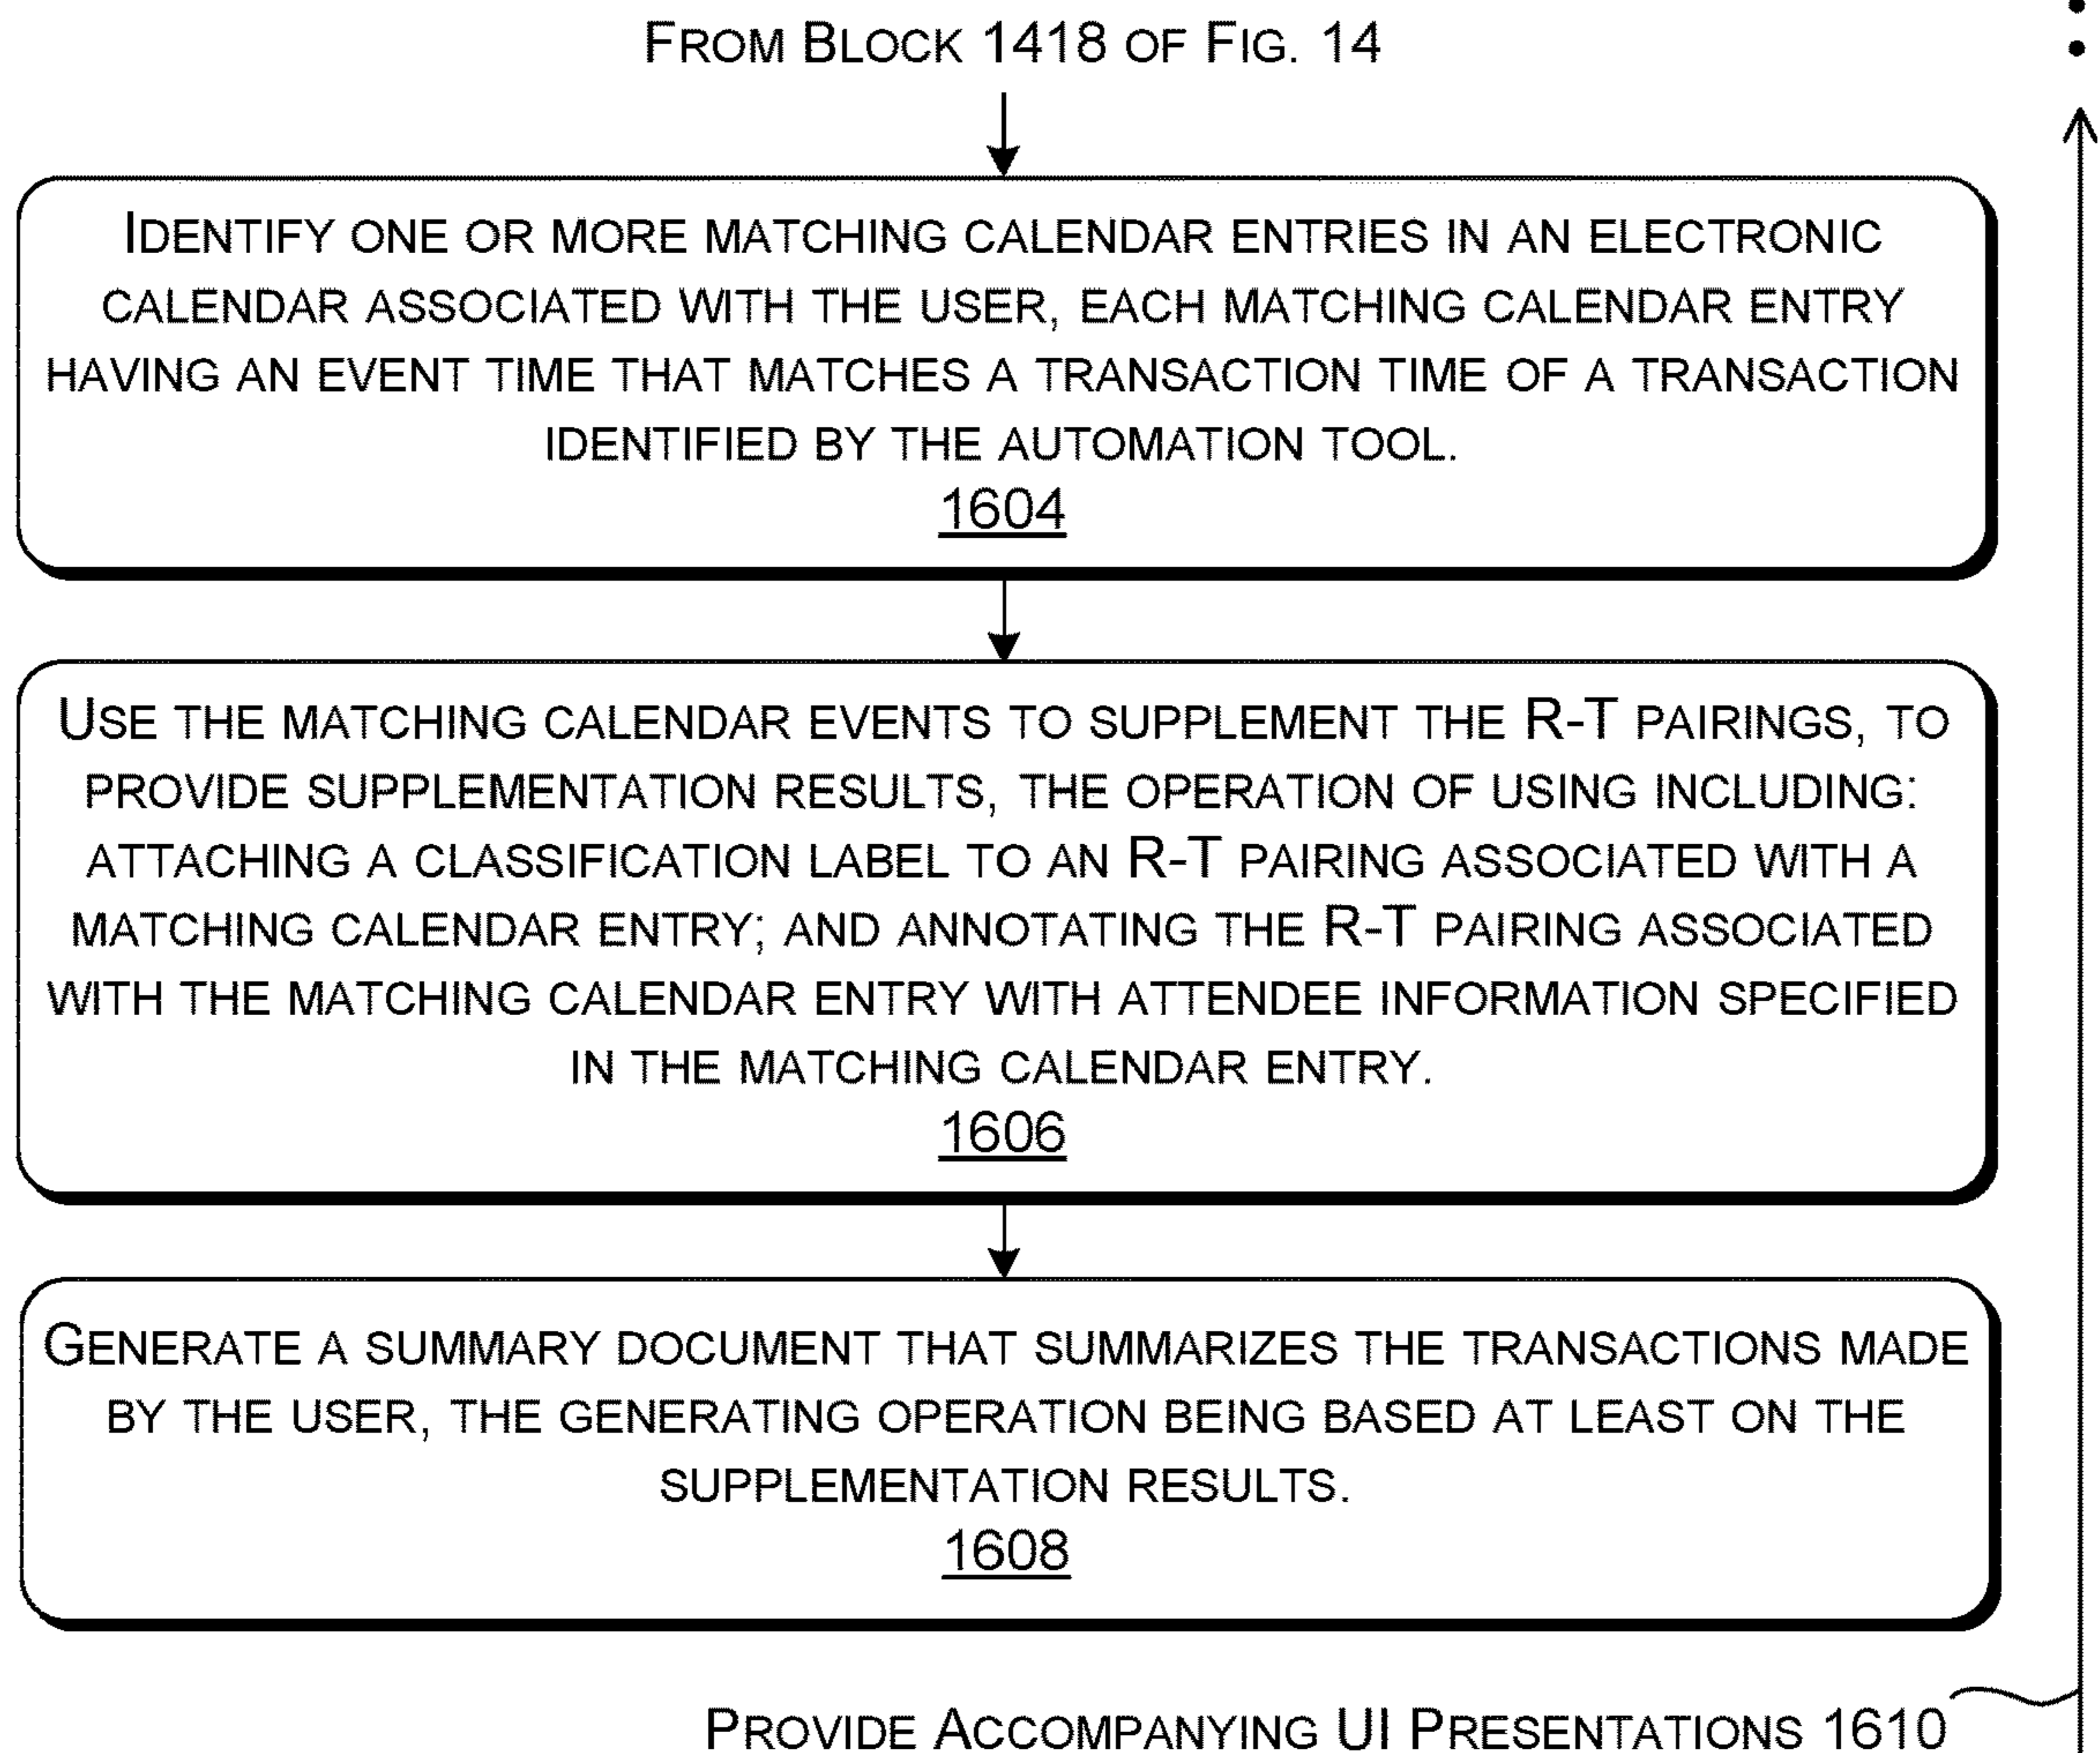 FROM BLOCK 1418 OF FIG. 14
IDENTIFY ONE OR MORE MATCHING CALENDAR ENTRIES IN AN ELECTRONIC
CALENDAR ASSOCIATED WITH THE USER, EACH MATCHING CALENDAR ENTRY
HAVING AN EVENT TIME THAT MATCHES A TRANSACTION TIME OF A TRANSACTION
IDENTIFIED BY THE AUTOMATION TOOL.
1604
USE THE MATCHING CALENDAR EVENTS TO SUPPLEMENT THE R-T PAIRINGS, TO
PROVIDE SUPPLEMENTATION RESULTS, THE OPERATION OF USING INCLUDING:
ATTACHING A CLASSIFICATION LABEL TO AN R-T PAIRING ASSOCIATED WITH A
MATCHING CALENDAR ENTRY; AND ANNOTATING THE R-T PAIRING ASSOCIATED
WITH THE MATCHING CALENDAR ENTRY WITH ATTENDEE INFORMATION SPECIFIED
IN THE MATCHING CALENDAR ENTRY.
1606
GENERATE A SUMMARY DOCUMENT THAT SUMMARIZES THE TRANSACTIONS MADE
BY THE USER, THE GENERATING OPERATION BEING BASED AT LEAST ON THE
SUPPLEMENTATION RESULTS.
1608
PROVIDE ACCOMPANYING UI PRESENTATIONS 1610